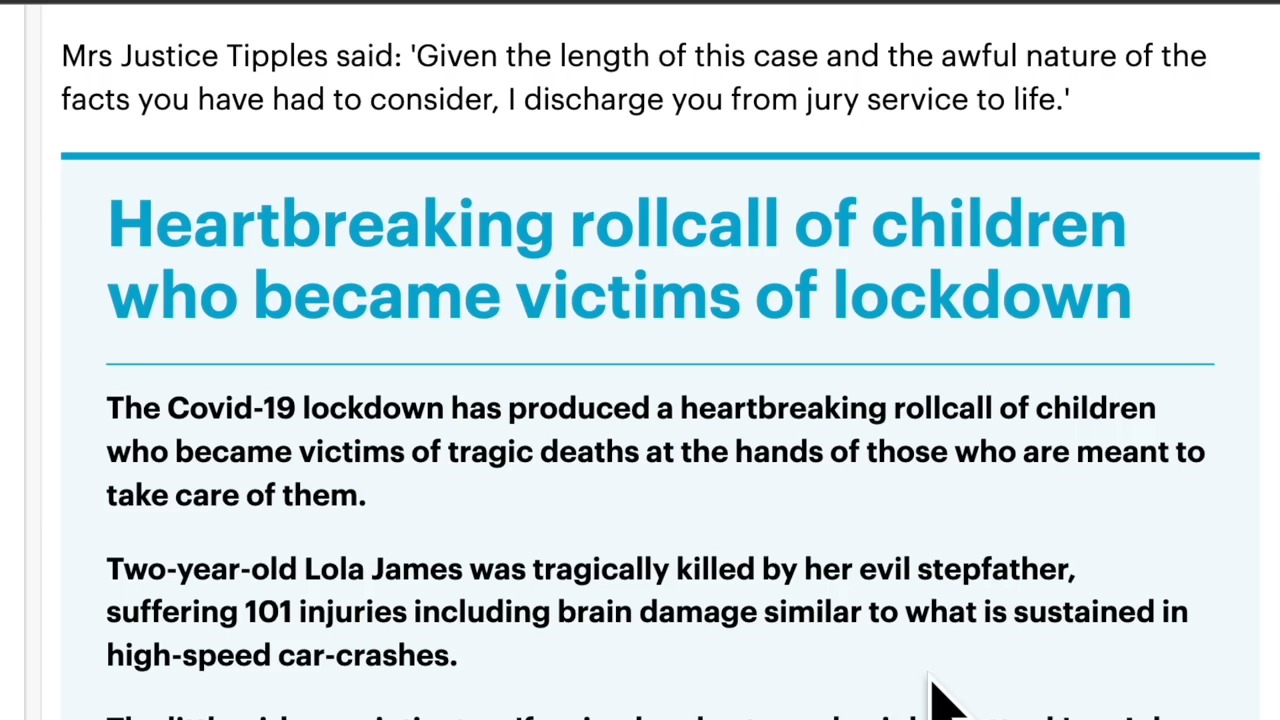 Mrs Justice Tipples said: 'Given the length of this case and the awful nature of the
facts you have had to consider, I discharge you from jury service to life.'
Heartbreaking rollcall of children
who became victims of lockdown
The Covid-19 lockdown has produced a heartbreaking rollcall of children
who became victims of tragic deaths at the hands of those who are meant to
take care of them.
Two-year-old Lola James was tragically killed by her evil stepfather,
suffering 101 injuries including brain damage similar to what is sustained in
high-speed car-crashes.